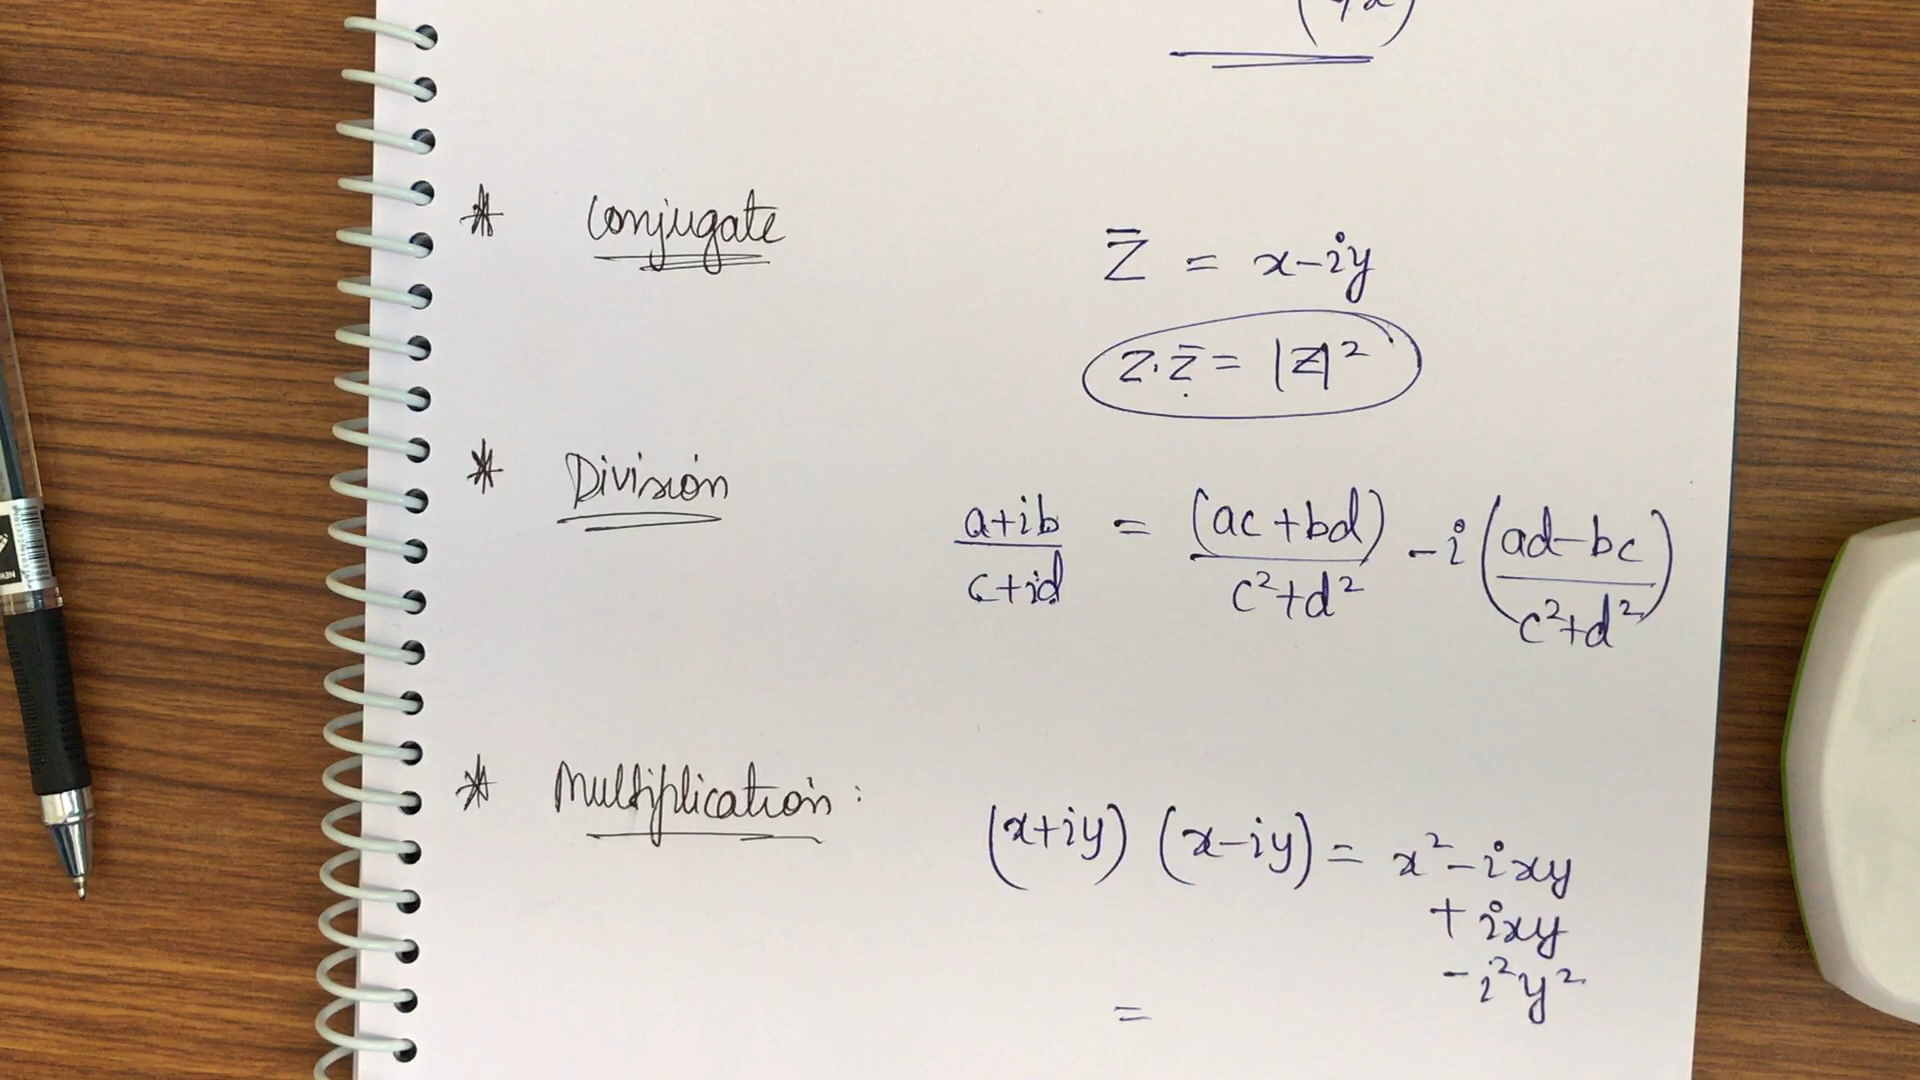 * Conjugate
z̄ = x-iy
z.z̄ = |z|²
* Division
a+ib/c+id = (ac+bd)/c²+d² - i(ad-bc/c²+d²)
* Multiplication:
(x+iy) (x-iy) = x²-ixy
+ ixy
- i²y²
=